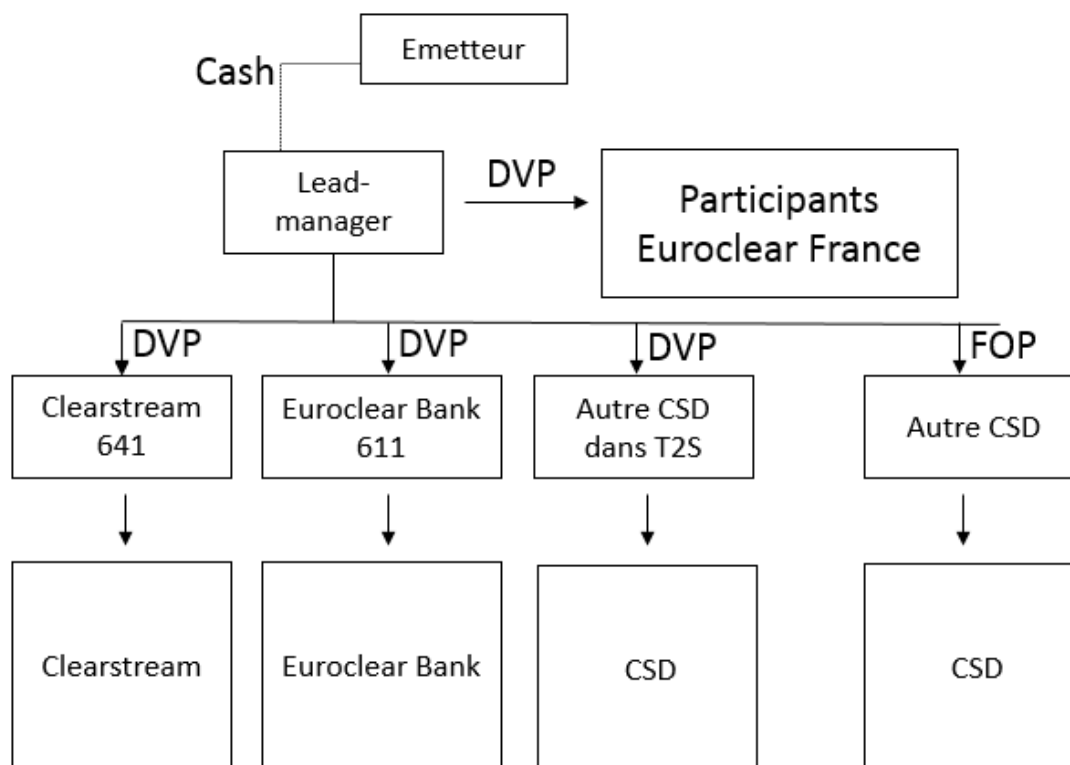 Emetteur
Cash
Lead-
manager
DVP
Participants
Euroclear France
DVP
DVP
DVP
FOP
Clearstream
641
Euroclear Bank
611
Autre CSD
dans T2S
Autre CSD
Clearstream
Euroclear Bank
CSD
CSD